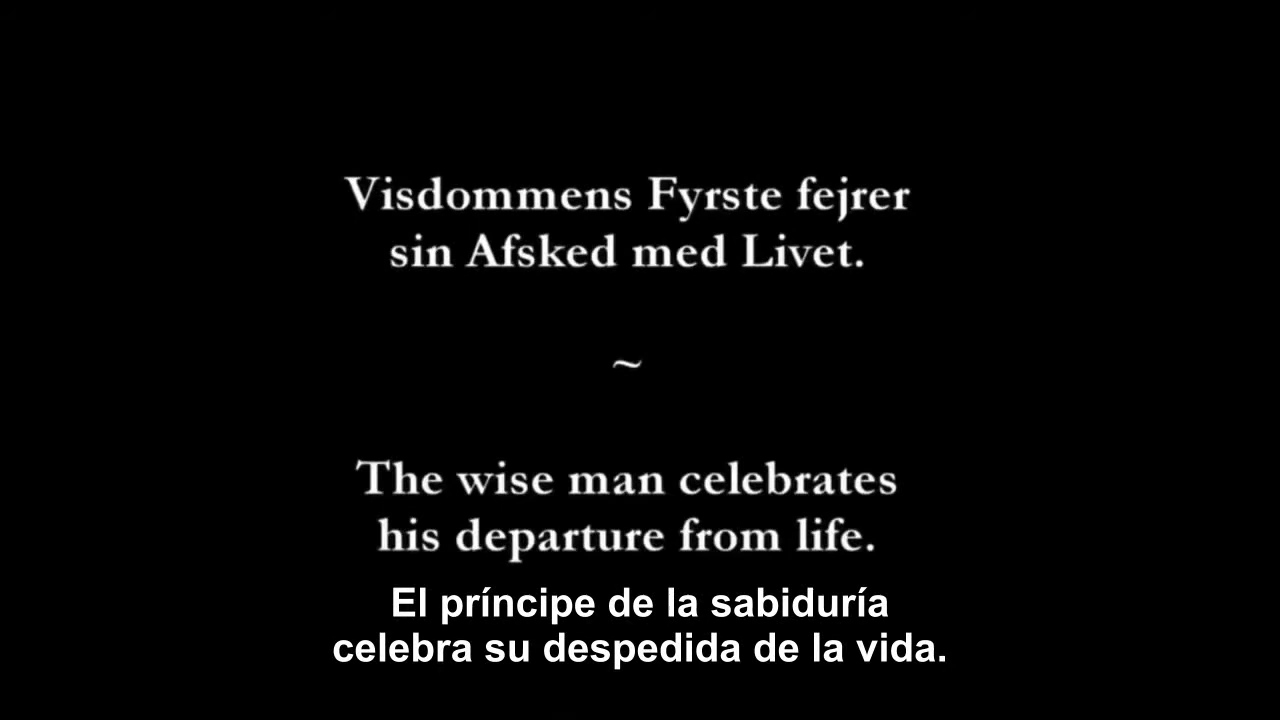 Visdommens Fyrste fejrer
sin Afsked med Livet.
~
The wise man celebrates
his departure from life.
El príncipe de la sabiduría
celebra su despedida de la vida.